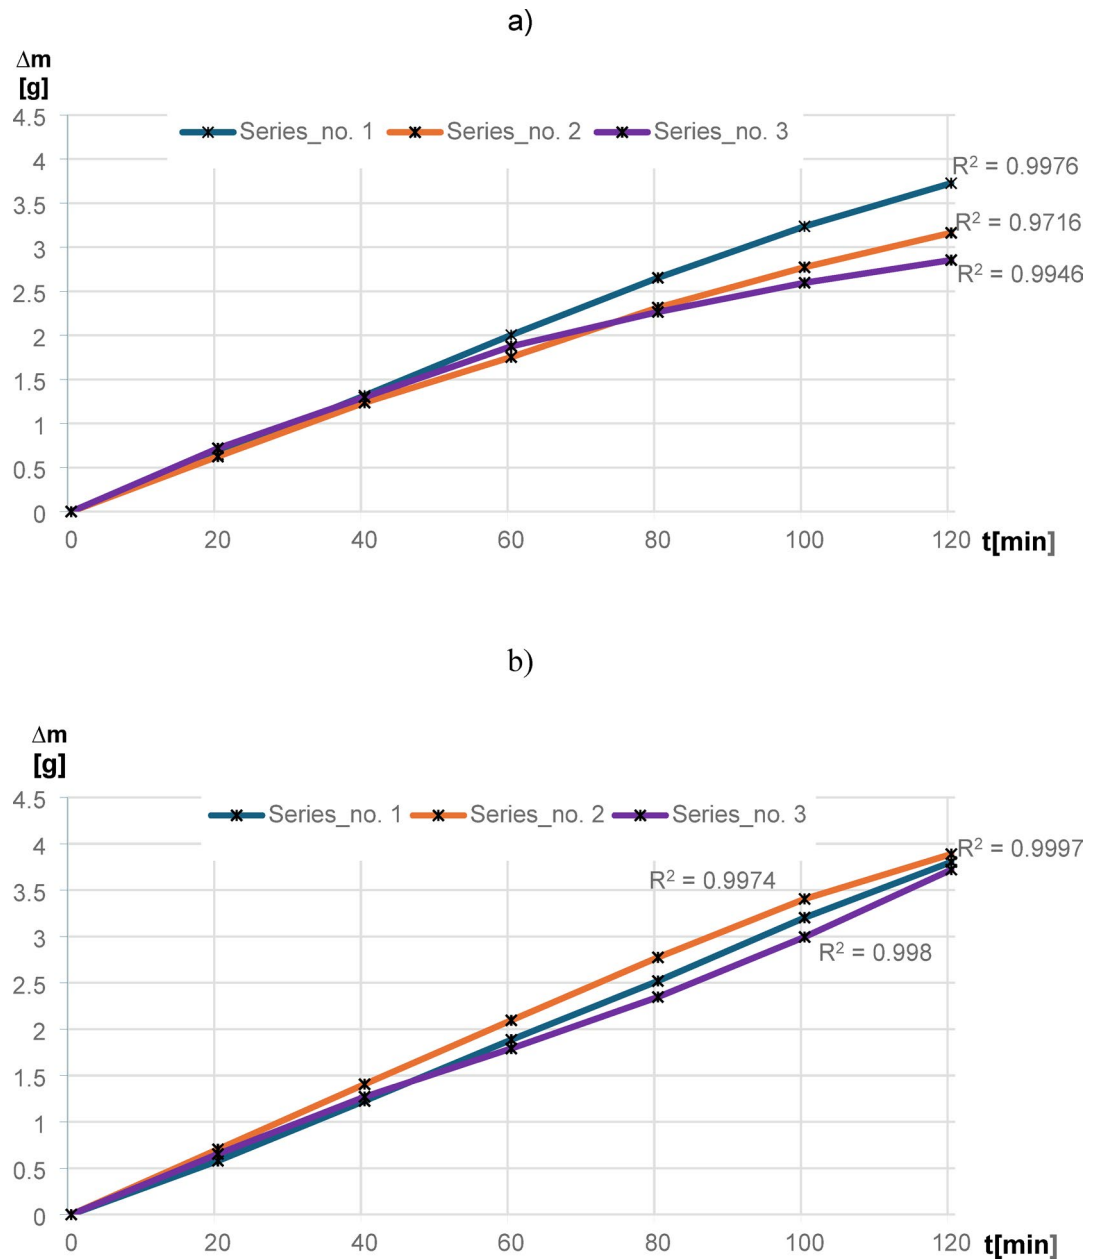 a)
Δm
[g]
4.5
Series_no. 1 Series_no. 2 Series_no. 3
4
R² = 0.9976
3.5
R² = 0.9716
3
R² = 0.9946
2.5
2
1.5
1
0.5
0
0 20 40 60 80 100 120 t[min]
b)
Δm
[g]
4.5
Series_no. 1 Series_no. 2 Series_no. 3
4
R² = 0.9997
R² = 0.9974
3.5
3
R² = 0.998
2.5
2
1.5
1
0.5
0
0 20 40 60 80 100 120 t[min]